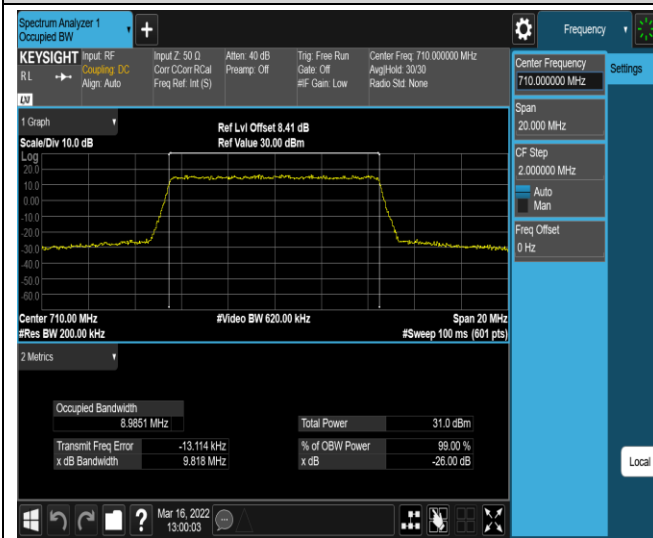 Spectrum Analyzer 1
Occupied BW
Frequency
KEYSIGHT
RL
LXI
Input: RF
Coupling: DC
Align: Auto
Input Z: 50 Ω
Corr CCorr RCal
Freq Ref: Int (S)
Atten: 40 dB
Preamp: Off
Trig: Free Run
Gate: Off
#IF Gain: Low
Center Freq: 710.000000 MHz
Avg|Hold: 30/30
Radio Std: None
Center Frequency
710.000000 MHz
Settings
Span
20.000 MHz
CF Step
2.000000 MHz
Auto
Man
Freq Offset
0 Hz
Local
1 Graph
Scale/Div 10.0 dB
Ref Lvl Offset 8.41 dB
Ref Value 30.00 dBm
Log
20.0
10.0
0.00
-10.0
-20.0
-30.0
-40.0
-50.0
-60.0
Center 710.00 MHz
#Video BW 620.00 kHz
Span 20 MHz
#Res BW 200.00 kHz
#Sweep 100 ms (601 pts)
2 Metrics
Occupied Bandwidth
8.9851 MHz
Total Power 31.0 dBm
Transmit Freq Error -13.114 kHz
% of OBW Power 99.00 %
x dB Bandwidth 9.818 MHz
x dB -26.00 dB
?
Mar 16, 2022
13:00:03